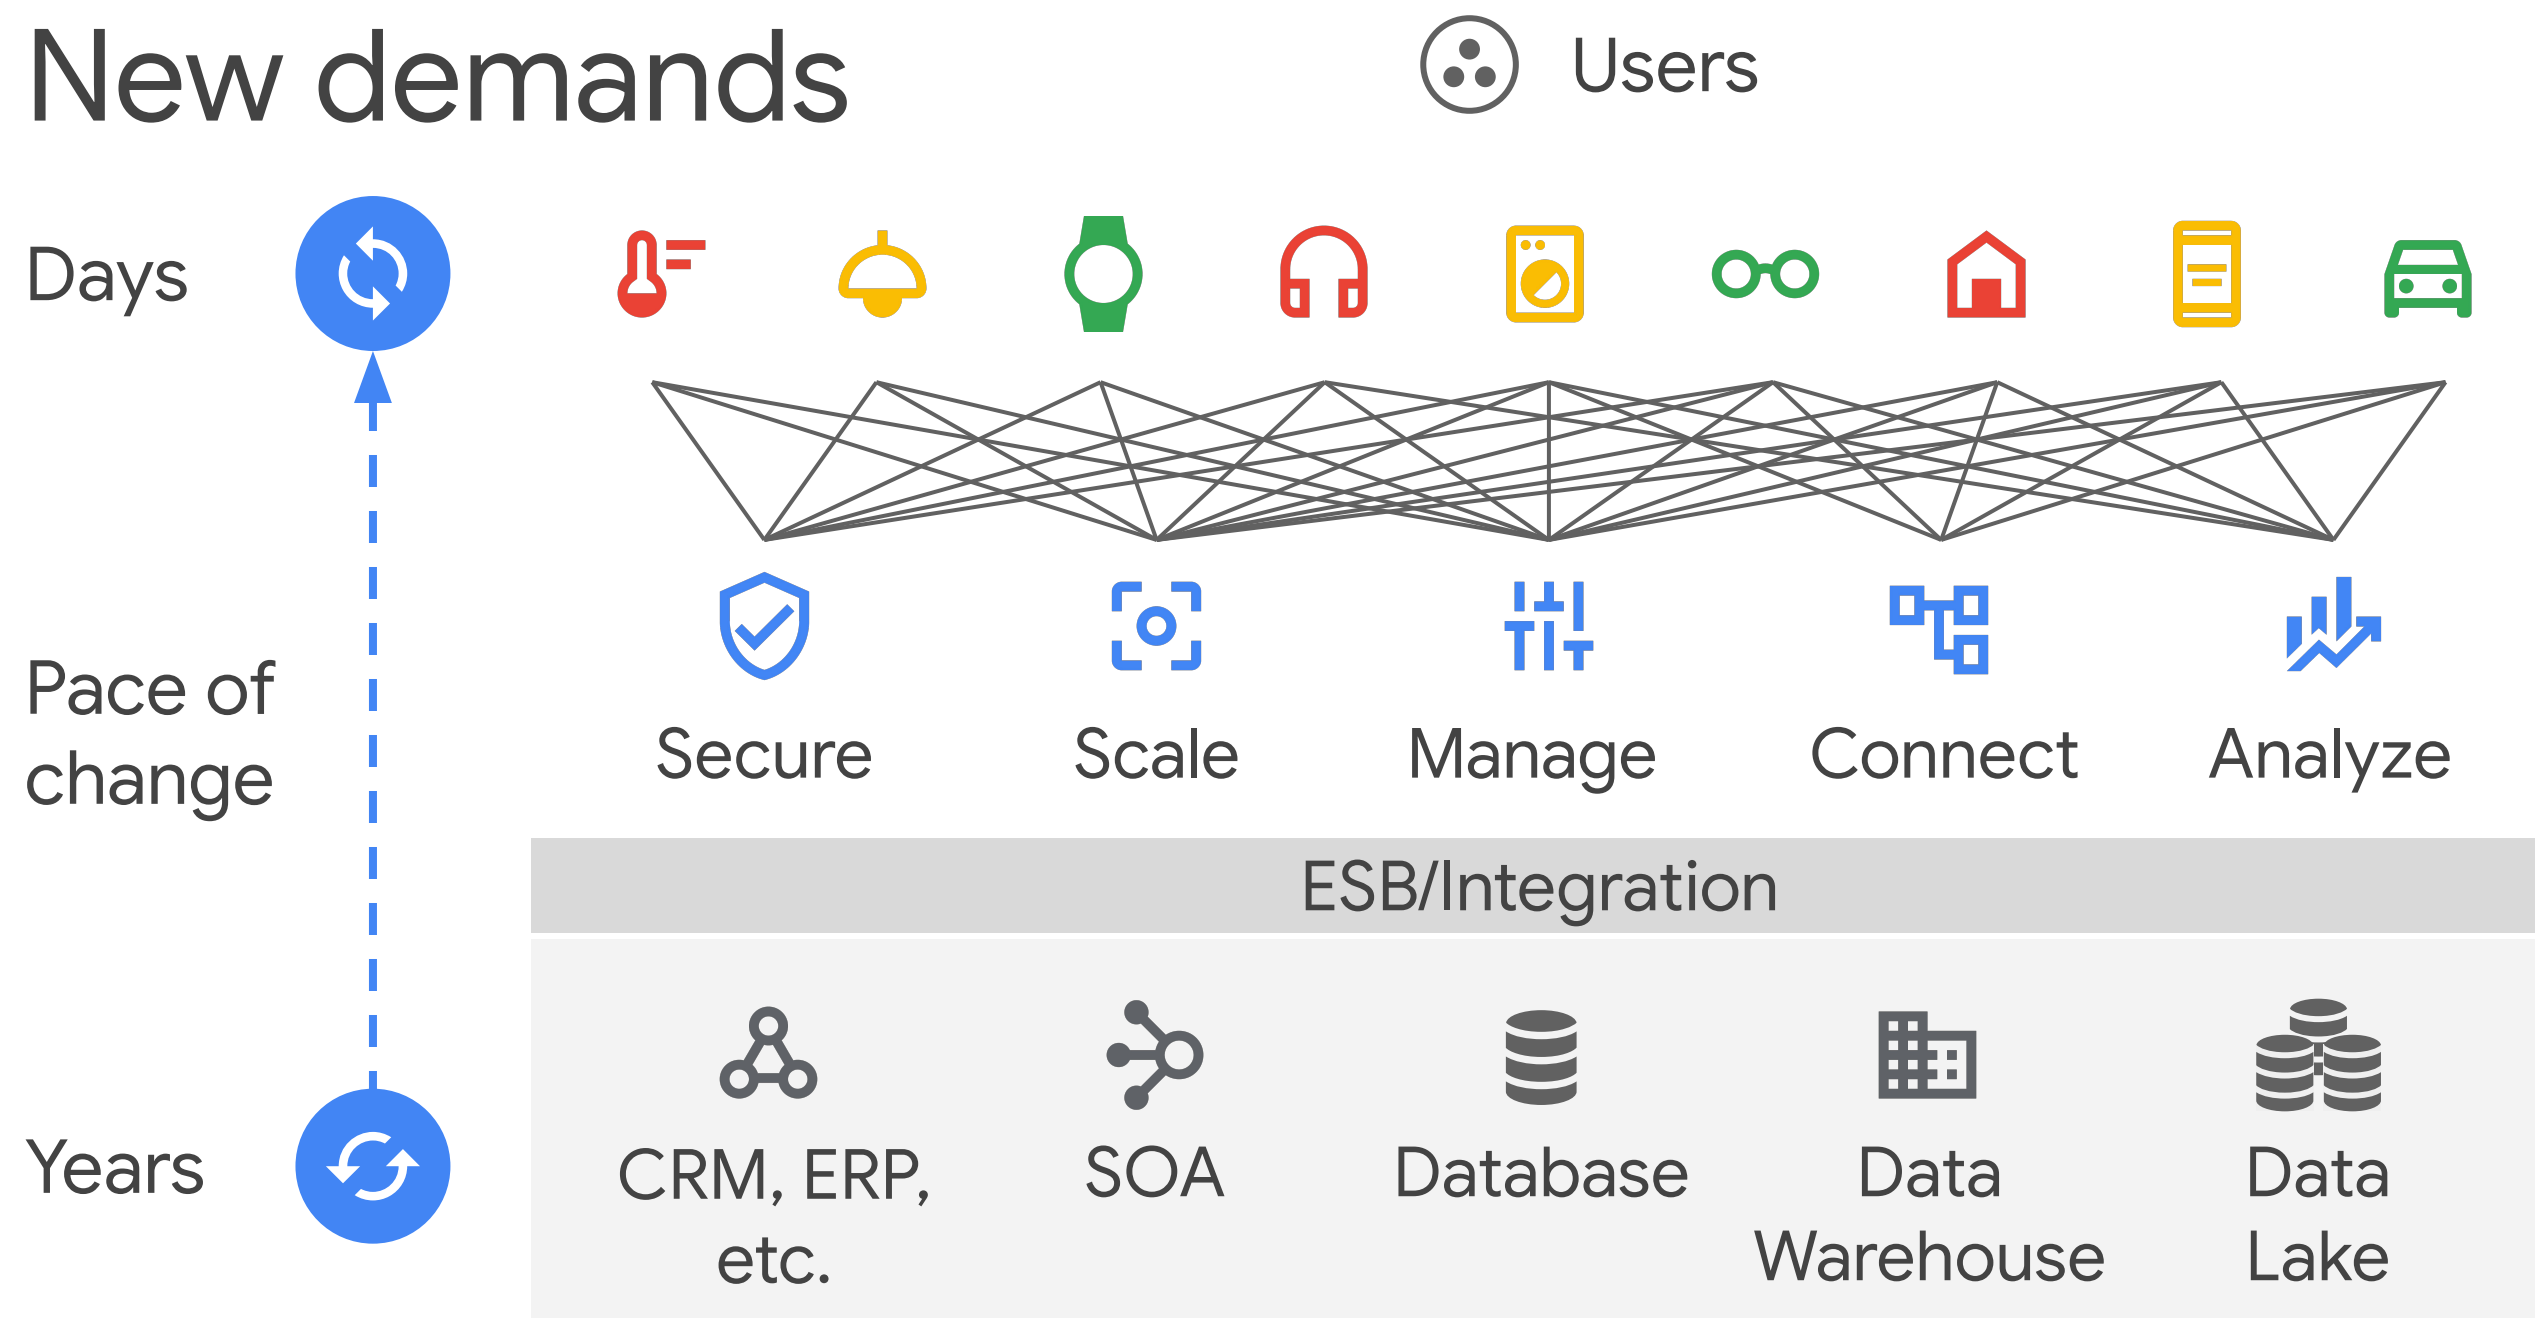 New demands
Users
Days
Pace of
change
Secure
Scale
Manage
Connect
Analyze
ESB/Integration
Years
CRM, ERP,
etc.
SOA
Database
Data
Warehouse
Data
Lake